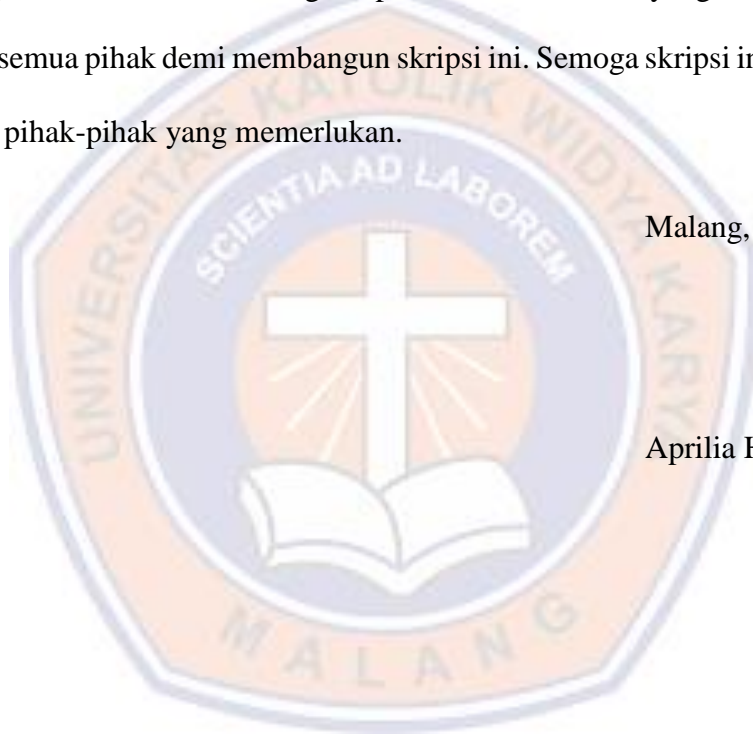 semua pihak demi membangun skripsi ini. Semoga skripsi in
pihak-pihak yang memerlukan.
Malang,
Aprilia
UNIVERSITAS KATOLIK WIDYA KARYA
SCIENTIA AD LABOREM
MALANG